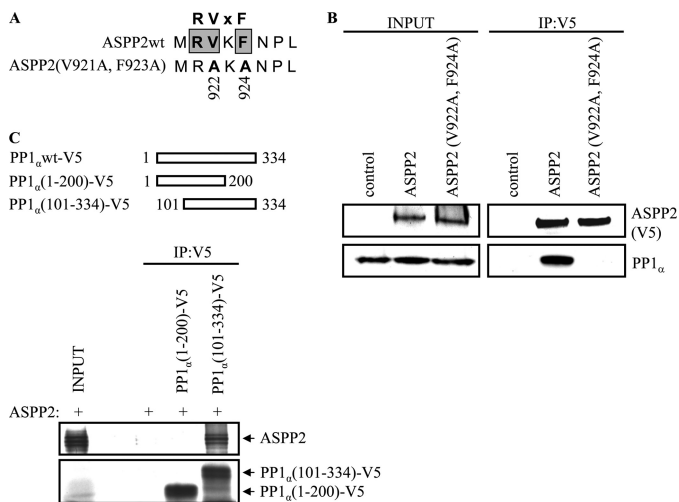 A
R V x F
ASPP2wt M R V K F N P L
ASPP2(V921A, F923A) M R A K A N P L
922 924
B
INPUT IP:V5
control ASPP2 ASPP2 (V922A, F924A) control ASPP2 ASPP2 (V922A, F924A)
ASPP2
(V5)
PP1α
C
PP1αwt-V5 1 334
PP1α(1-200)-V5 1 200
PP1α(101-334)-V5 101 334
IP:V5
INPUT PP1α(1-200)-V5 PP1α(101-334)-V5
ASPP2: + + + +
ASPP2
PP1α(101-334)-V5
PP1α(1-200)-V5